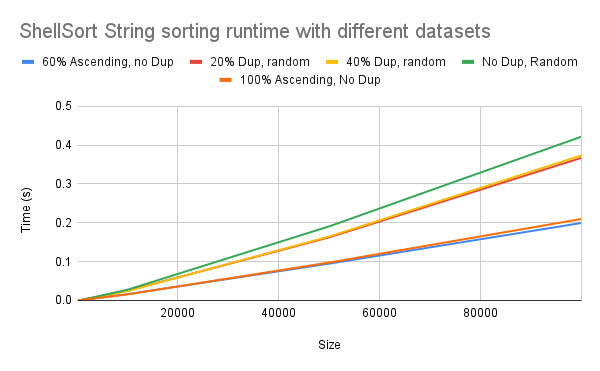 ShellSort String sorting runtime with different datasets
60% Ascending, no Dup 20% Dup, random 40% Dup, random No Dup, Random
100% Ascending, No Dup
0.5
0.4
0.3
0.2
0.1
0.0
Time (s)
20000 40000 60000 80000
Size